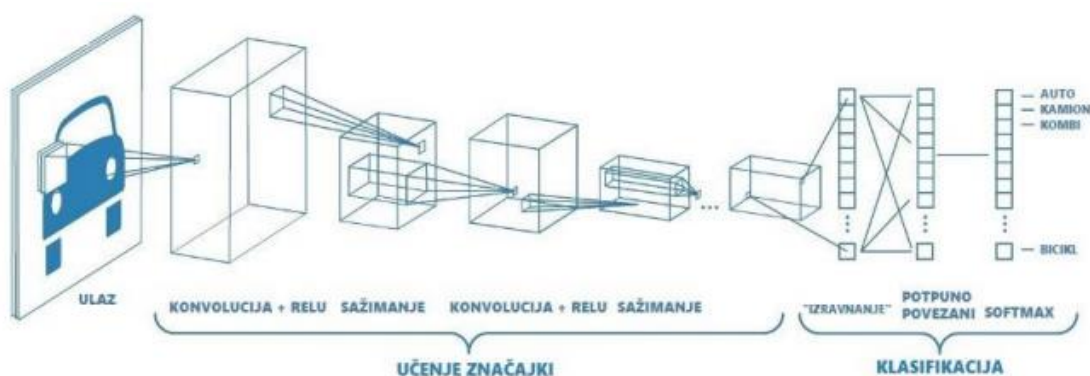 AUTO
KAMION
KOMBI
BICIKL
ULAZ
KONVOLUCIJA + RELU SAŽIMANJE KONVOLUCIJA + RELU SAŽIMANJE
"IZRAVNANJE" POTPUNO POVEZANI SOFTMAX
UČENJE ZNAČAJKI
KLASIFIKACIJA